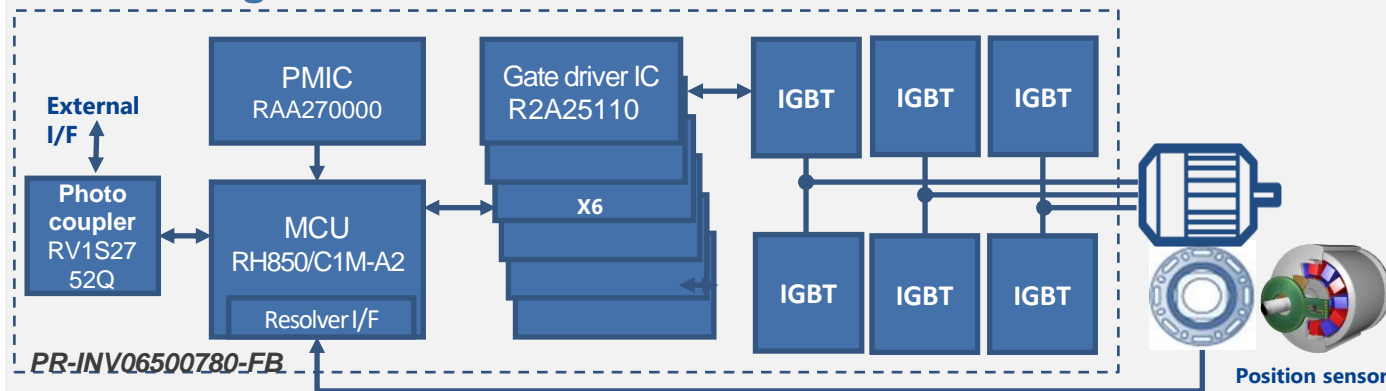 PMIC
RAA270000
Gate driver IC
R2A25110
IGBT
IGBT
IGBT
External
I/F
Photo
coupler
RV1S27
52Q
MCU
RH850/C1M-A2
X6
Resolver I/F
IGBT
IGBT
IGBT
PR-INV06500780-FB
Position sensor